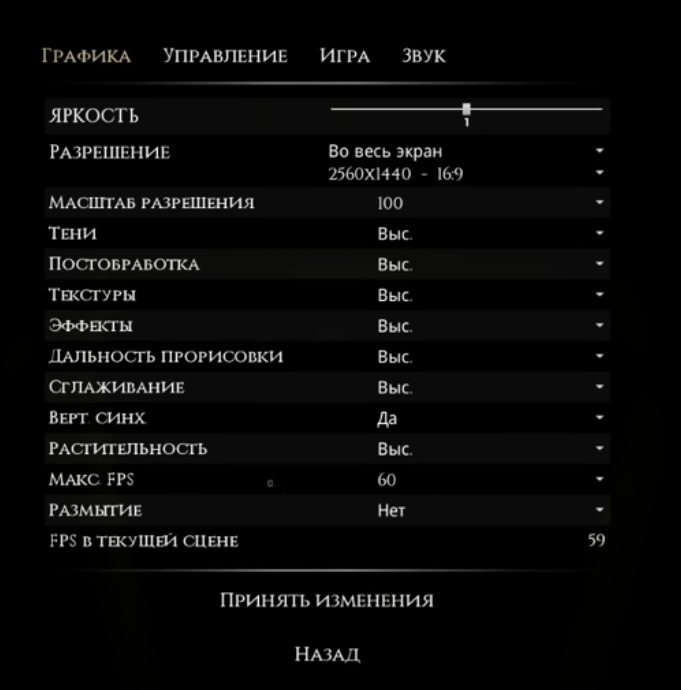 Графика Управление Игра Звук
Яркость
1
Разрешение Во весь экран
2560x1440 - 16:9
Масштаб разрешения 100
Тени Выс.
Постобработка Выс.
Текстуры Выс.
Эффекты Выс.
Дальность прорисовки Выс.
Сглаживание Выс.
Верт. синх. Да
Растительность Выс.
Макс. FPS 60
Размытие Нет
FPS в текущей сцене 59
Принять изменения
Назад